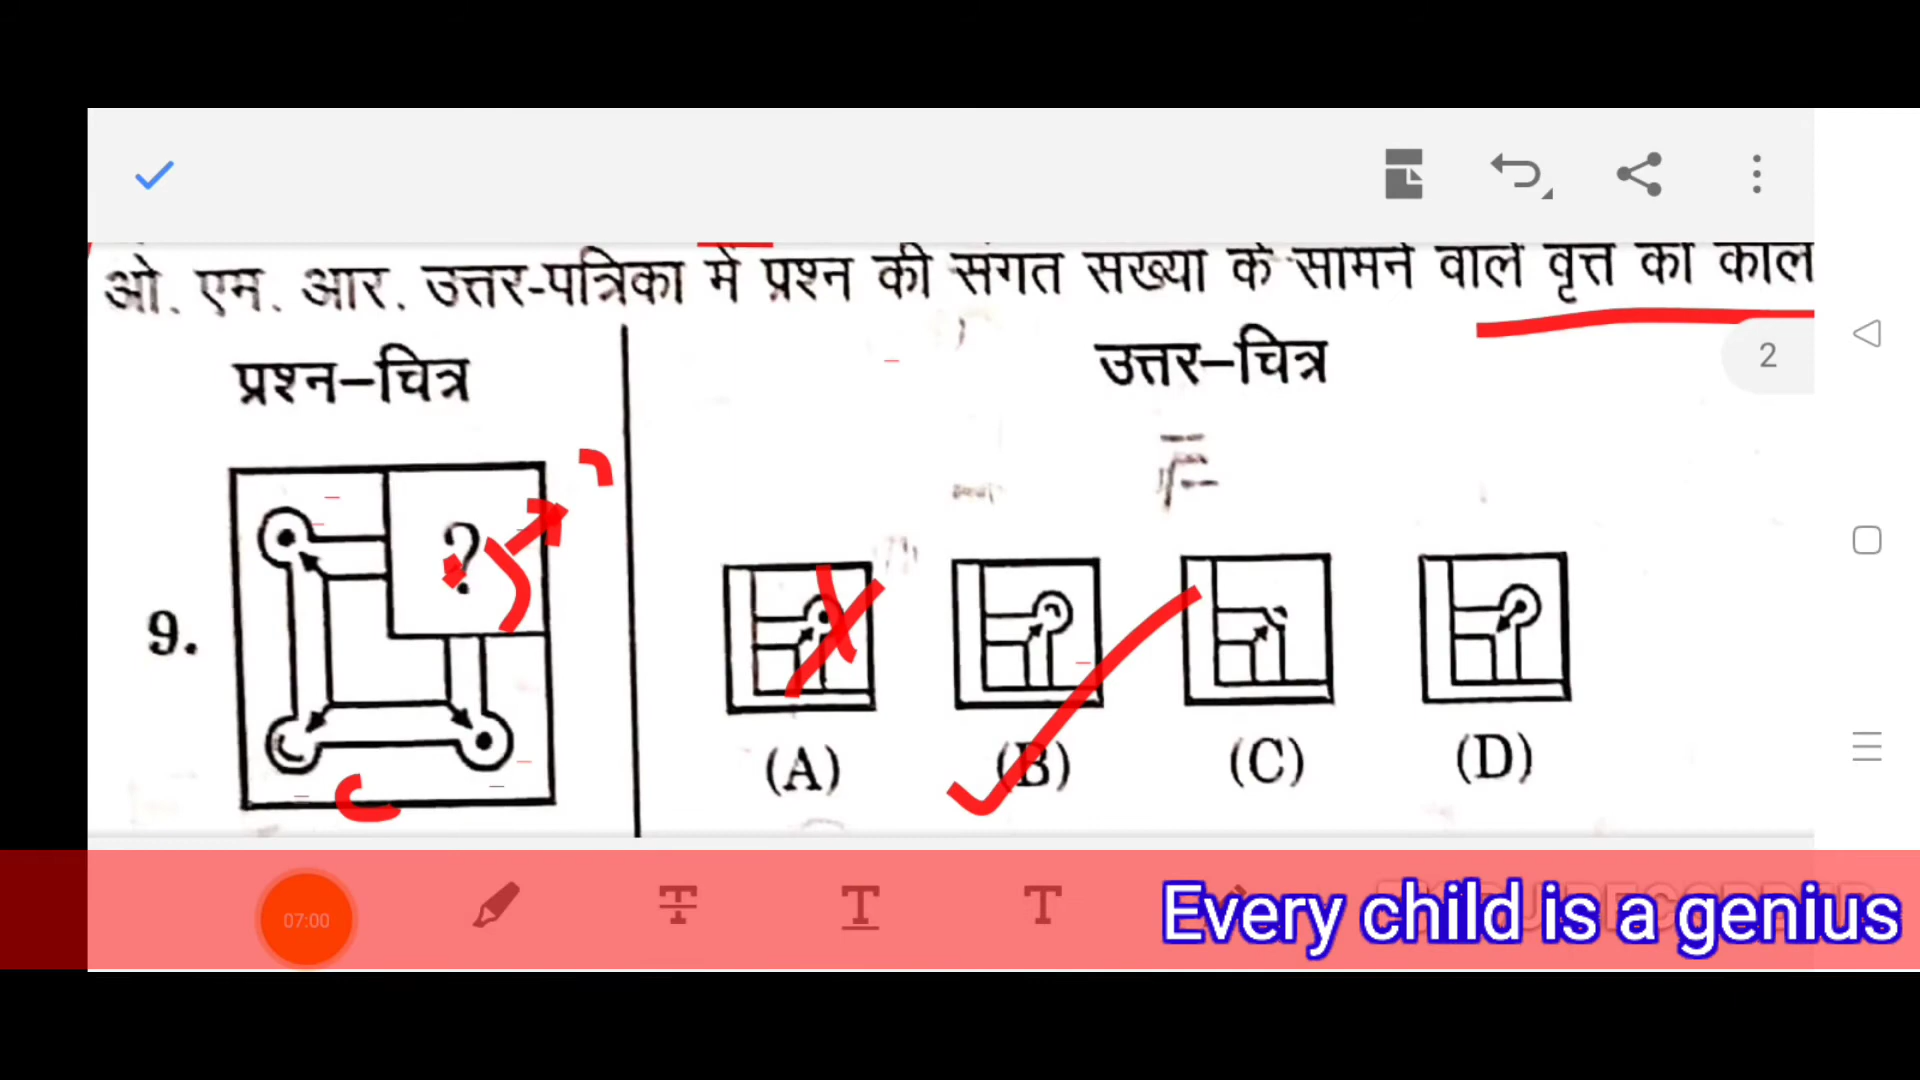 ओ. एम. आर. उत्तर-पत्रिका में प्रश्न की संगत सख्या के सामने वाले वृत्त को काल
2
प्रश्न-चित्र
उत्तर-चित्र
?
9.
(A)
(B)
(C)
(D)
07:00
Every child is a genius